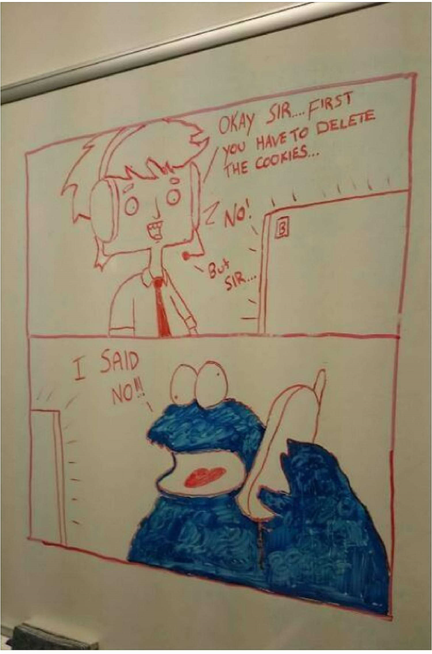 OKAY SIR....FIRST
YOU HAVE TO DELETE
THE COOKIES...
NO!
BUT
SIR...
B
I SAID
NO!!